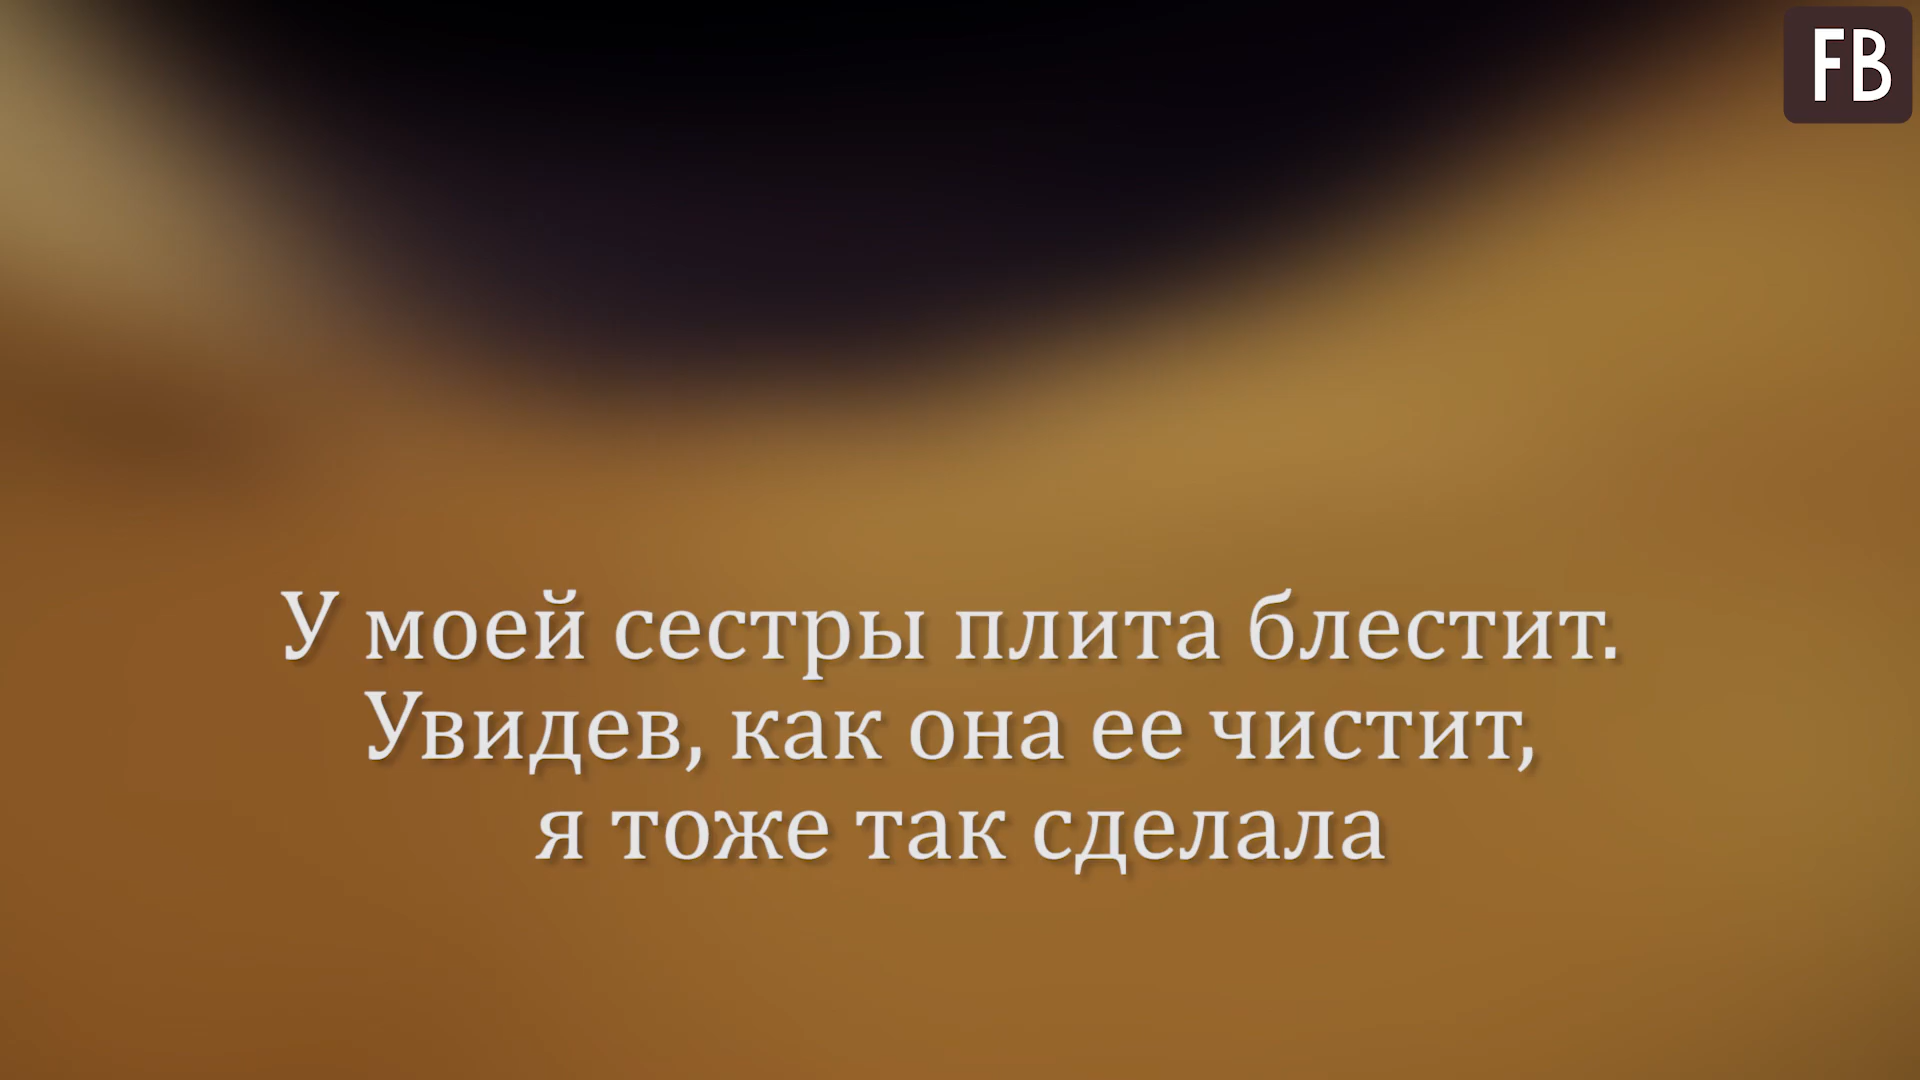 FB
У моей сестры плита блестит.
Увидев, как она ее чистит,
я тоже так сделала